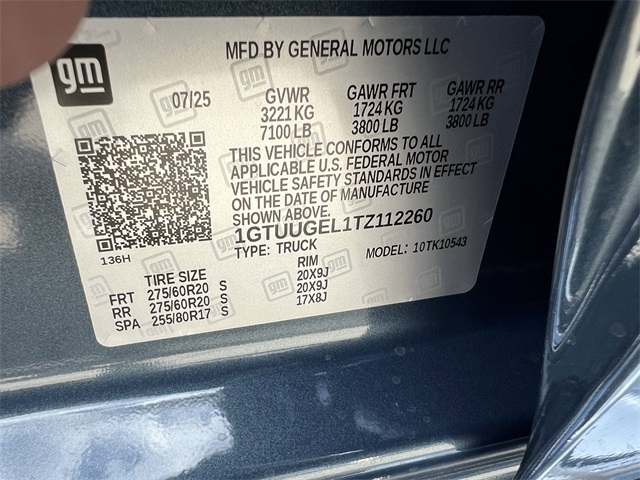 gm
MFD BY GENERAL MOTORS LLC
07/25
GVWR GAWR FRT GAWR RR
3221 KG 1724 KG 1724 KG
7100 LB 3800 LB 3800 LB
THIS VEHICLE CONFORMS TO ALL
APPLICABLE U.S. FEDERAL MOTOR
VEHICLE SAFETY STANDARDS IN EFFECT
ON THE DATE OF MANUFACTURE
SHOWN ABOVE.
1GTUUGEL1TZ112260
TYPE: TRUCK MODEL: 10TK10543
136H
TIRE SIZE RIM
FRT 275/60R20 S 20X9J
RR 275/60R20 S 20X9J
SPA 255/80R17 S 17X8J